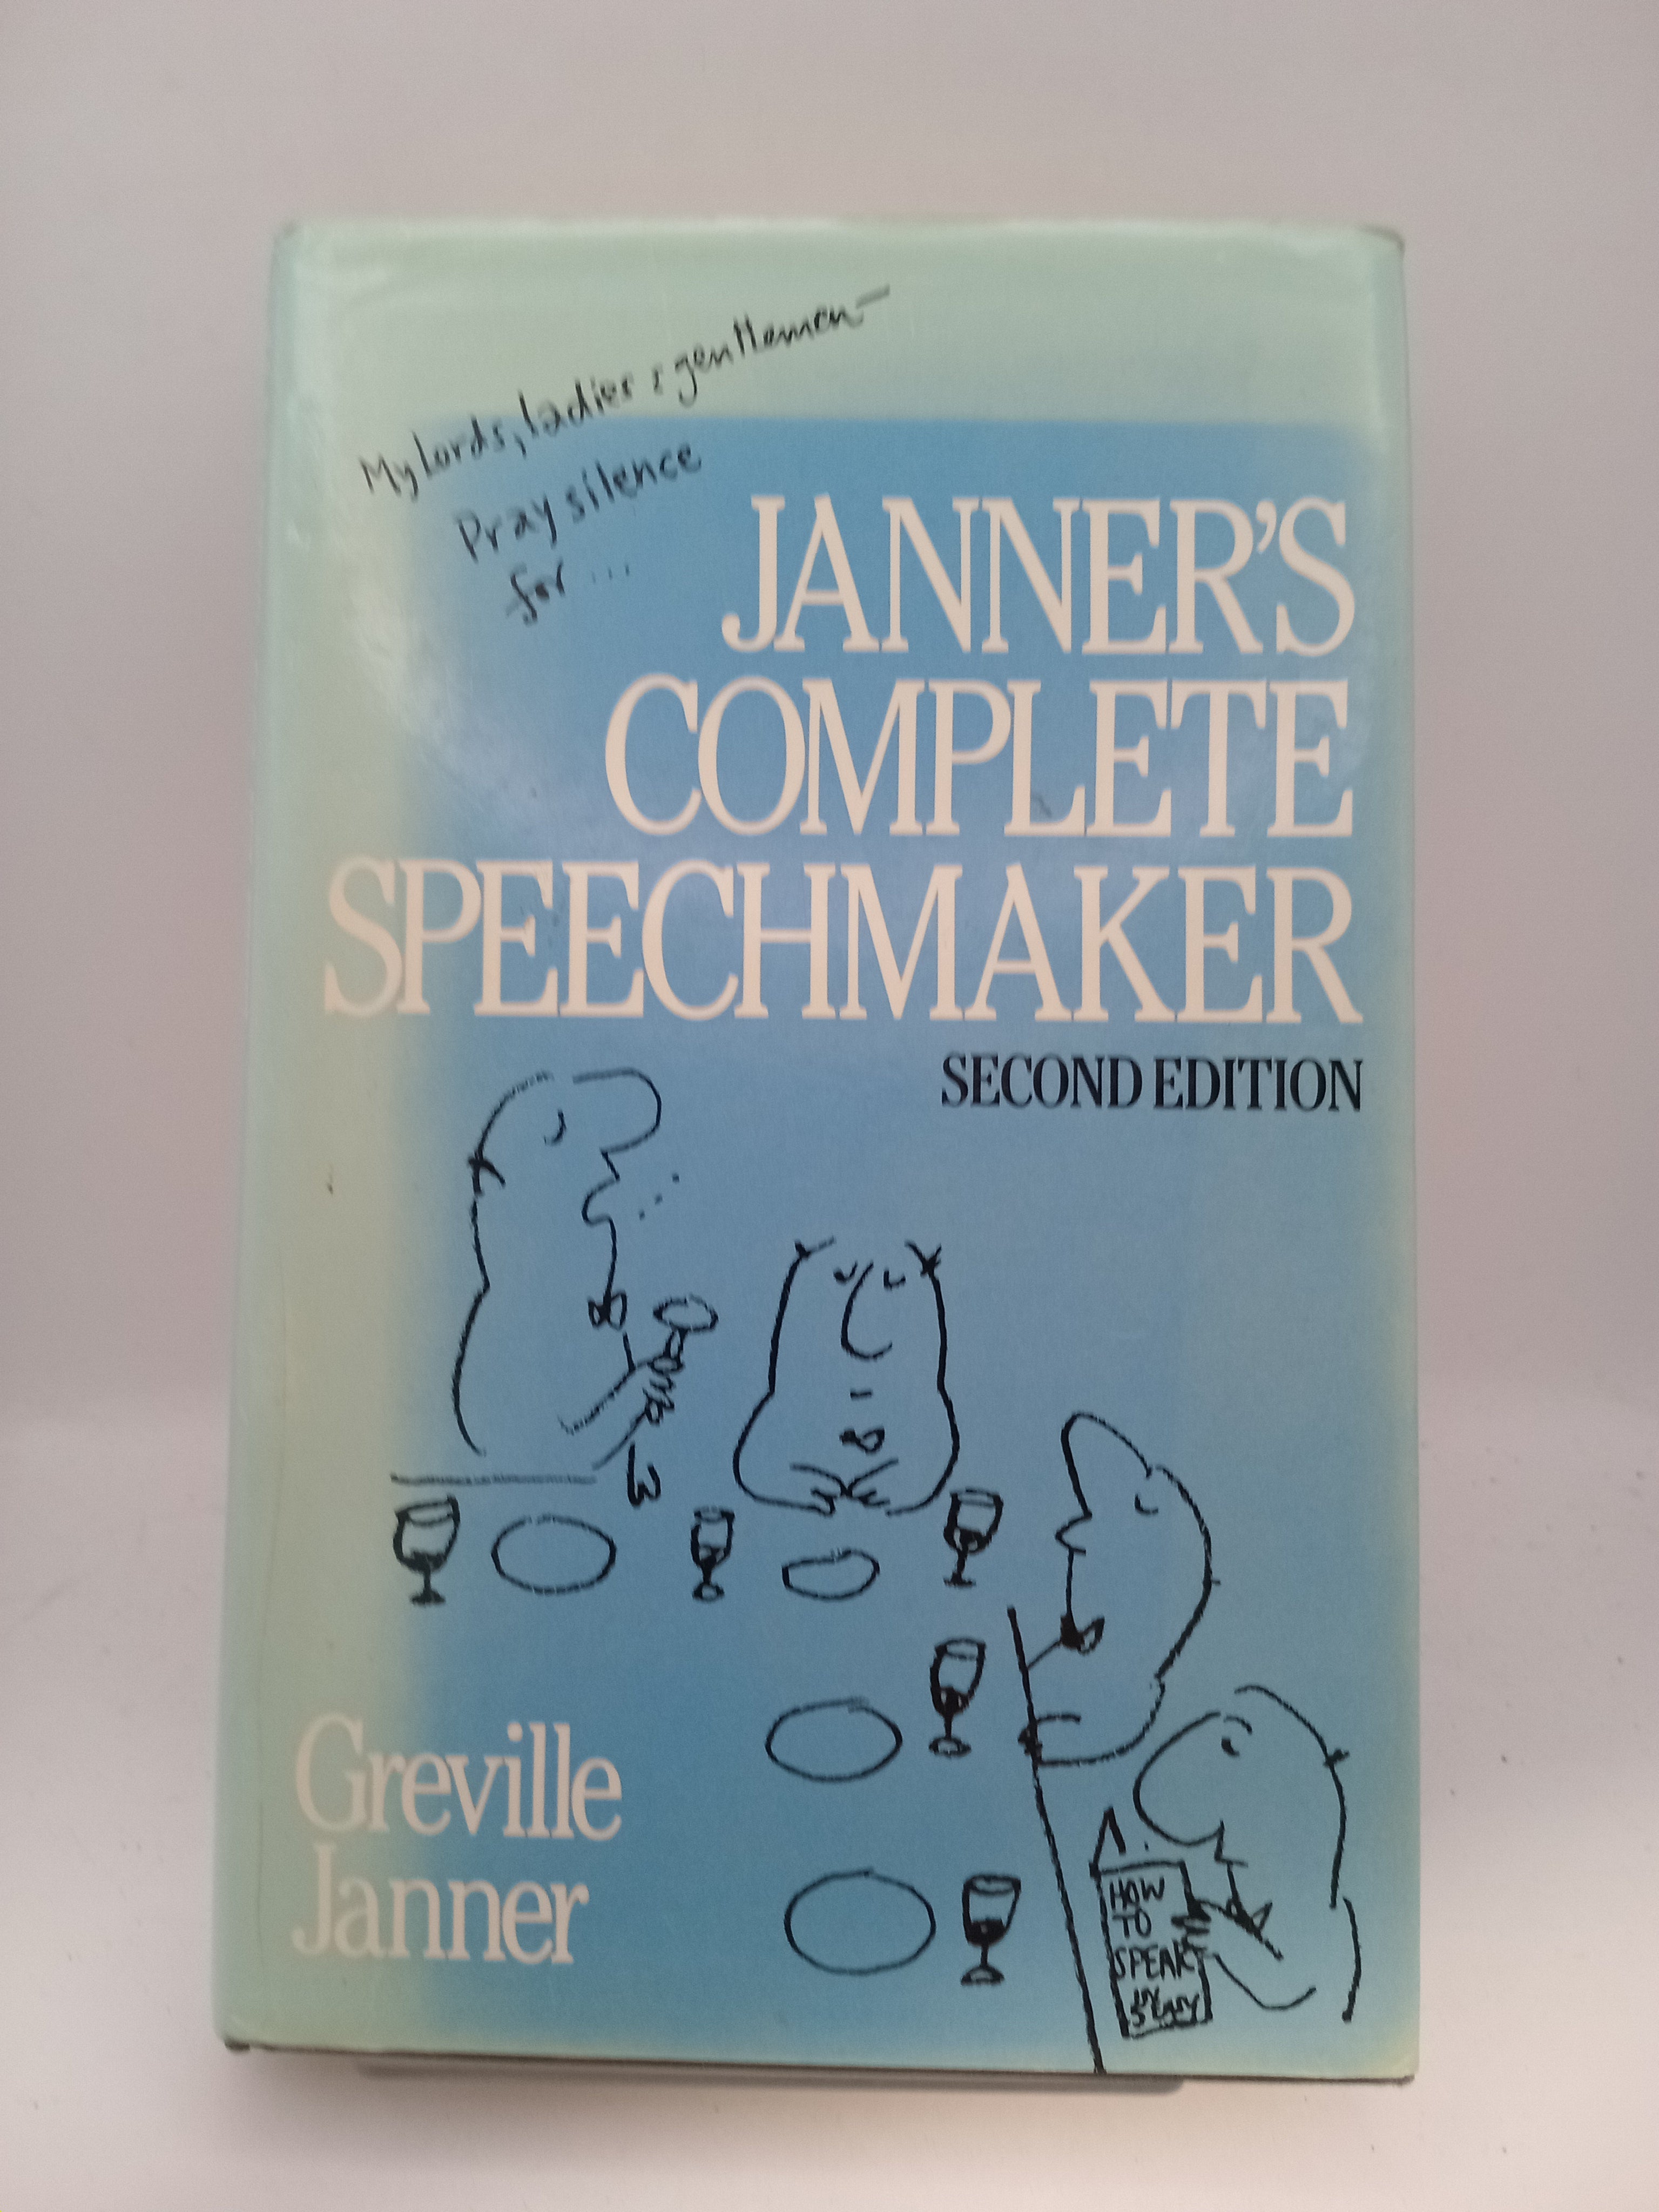 My Lords, ladies & gentlemen—
Pray silence
for ...
JANNER'S
COMPLETE
SPEECHMAKER
SECOND EDITION
Greville
Janner
HOW
TO
SPEAK